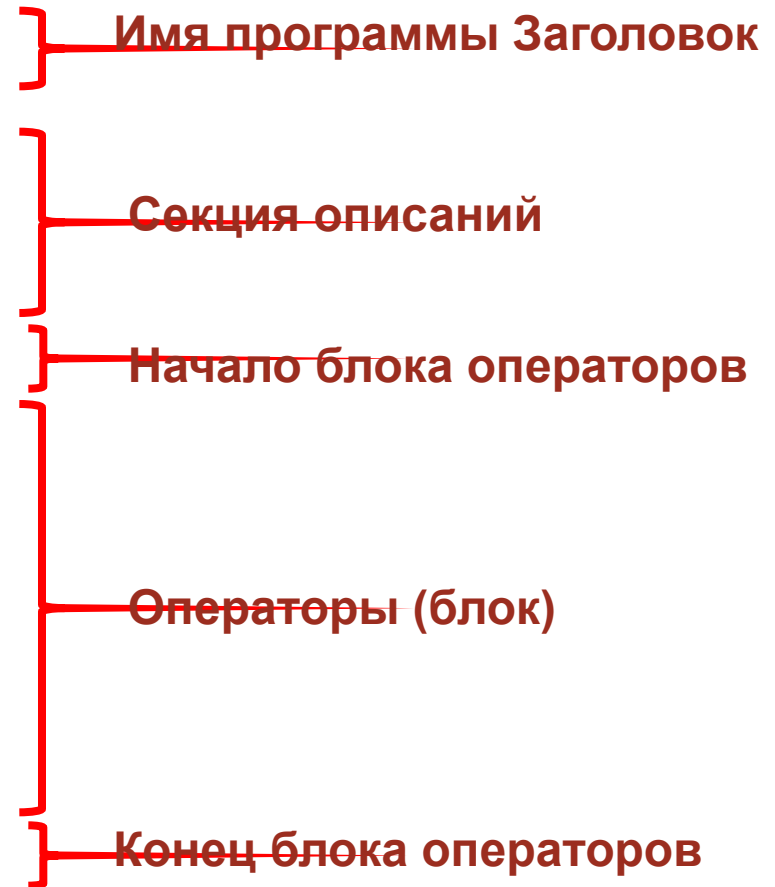 Имя программы Заголовок
Секция описаний
Начало блока операторов
Операторы (блок)
Конец блока операторов